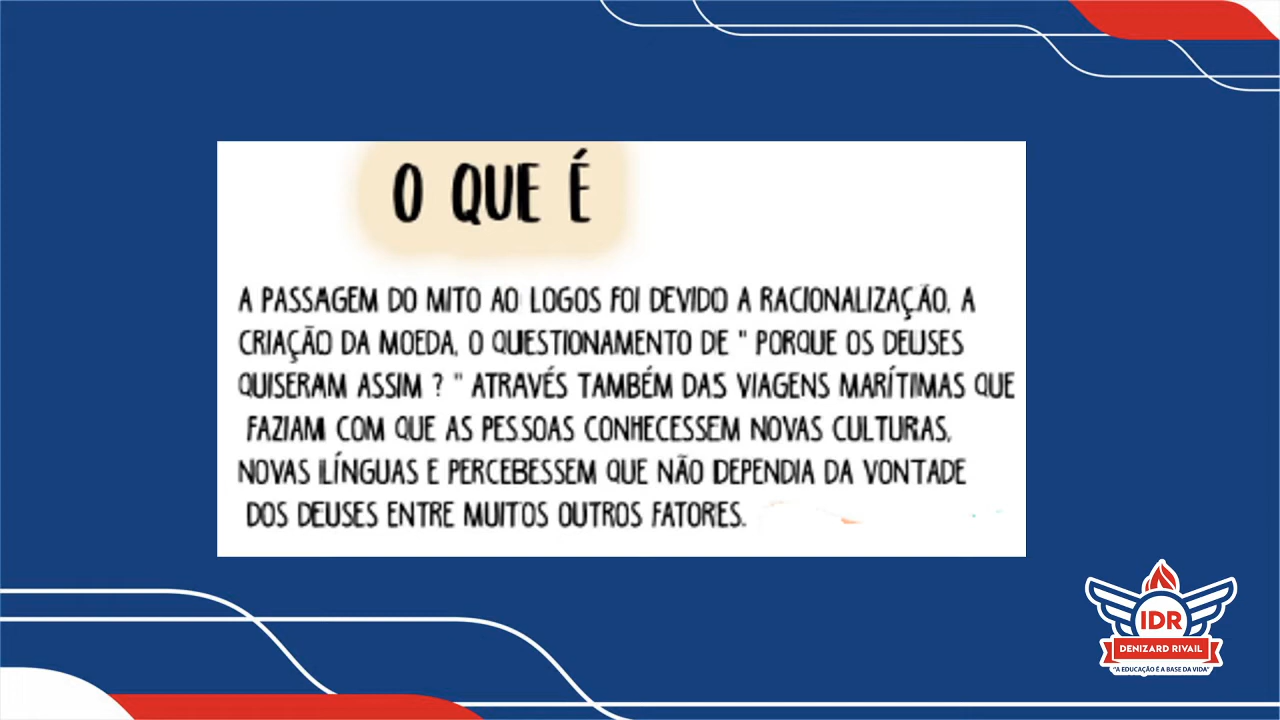 O QUE É
A PASSAGEM DO MITO AO LOGOS FOI DEVIDO A RACIONALIZAÇÃO, A
CRIAÇÃO DA MOEDA, O QUESTIONAMENTO DE " PORQUE OS DEUSES
QUISERAM ASSIM ? " ATRAVÉS TAMBÉM DAS VIAGENS MARÍTIMAS QUE
FAZIAM COM QUE AS PESSOAS CONHECESSEM NOVAS CULTURAS,
NOVAS LÍNGUAS E PERCEBESSEM QUE NÃO DEPENDIA DA VONTADE
DOS DEUSES ENTRE MUITOS OUTROS FATORES.
IDR
DENIZARD RIVAIL
"A EDUCAÇÃO É A BASE DA VIDA"